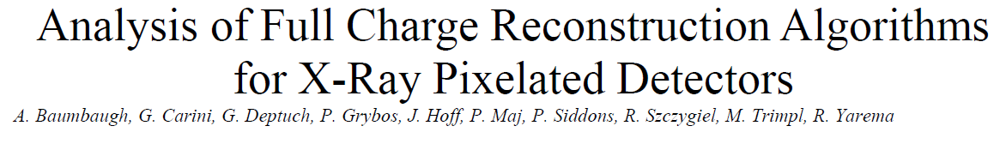 Analysis of Full Charge Reconstruction Algorithms
for X-Ray Pixelated Detectors
A. Baumbaugh, G. Carini, G. Deptuch, P. Grybos, J. Hoff, P. Maj, P. Siddons, R. Szczygiel, M. Trimpl, R. Yarema